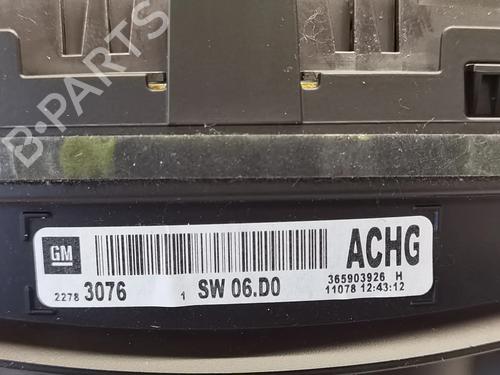 B-PARTS
GM
ACHG
2278 3076 1 SW 06.D0
365903926 H
11078 12:43:12